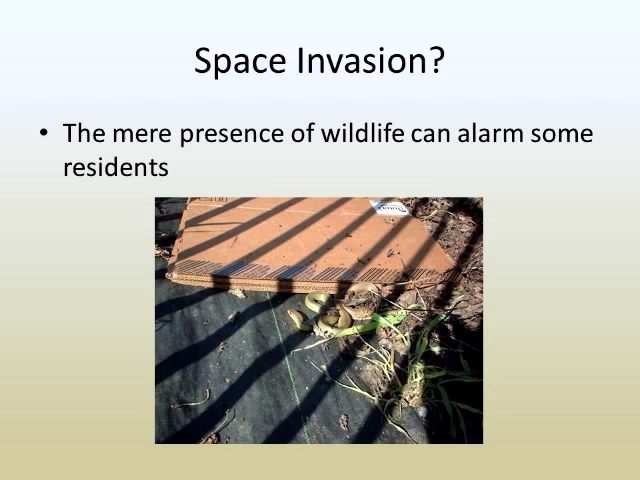 Space Invasion?
• The mere presence of wildlife can alarm some
residents